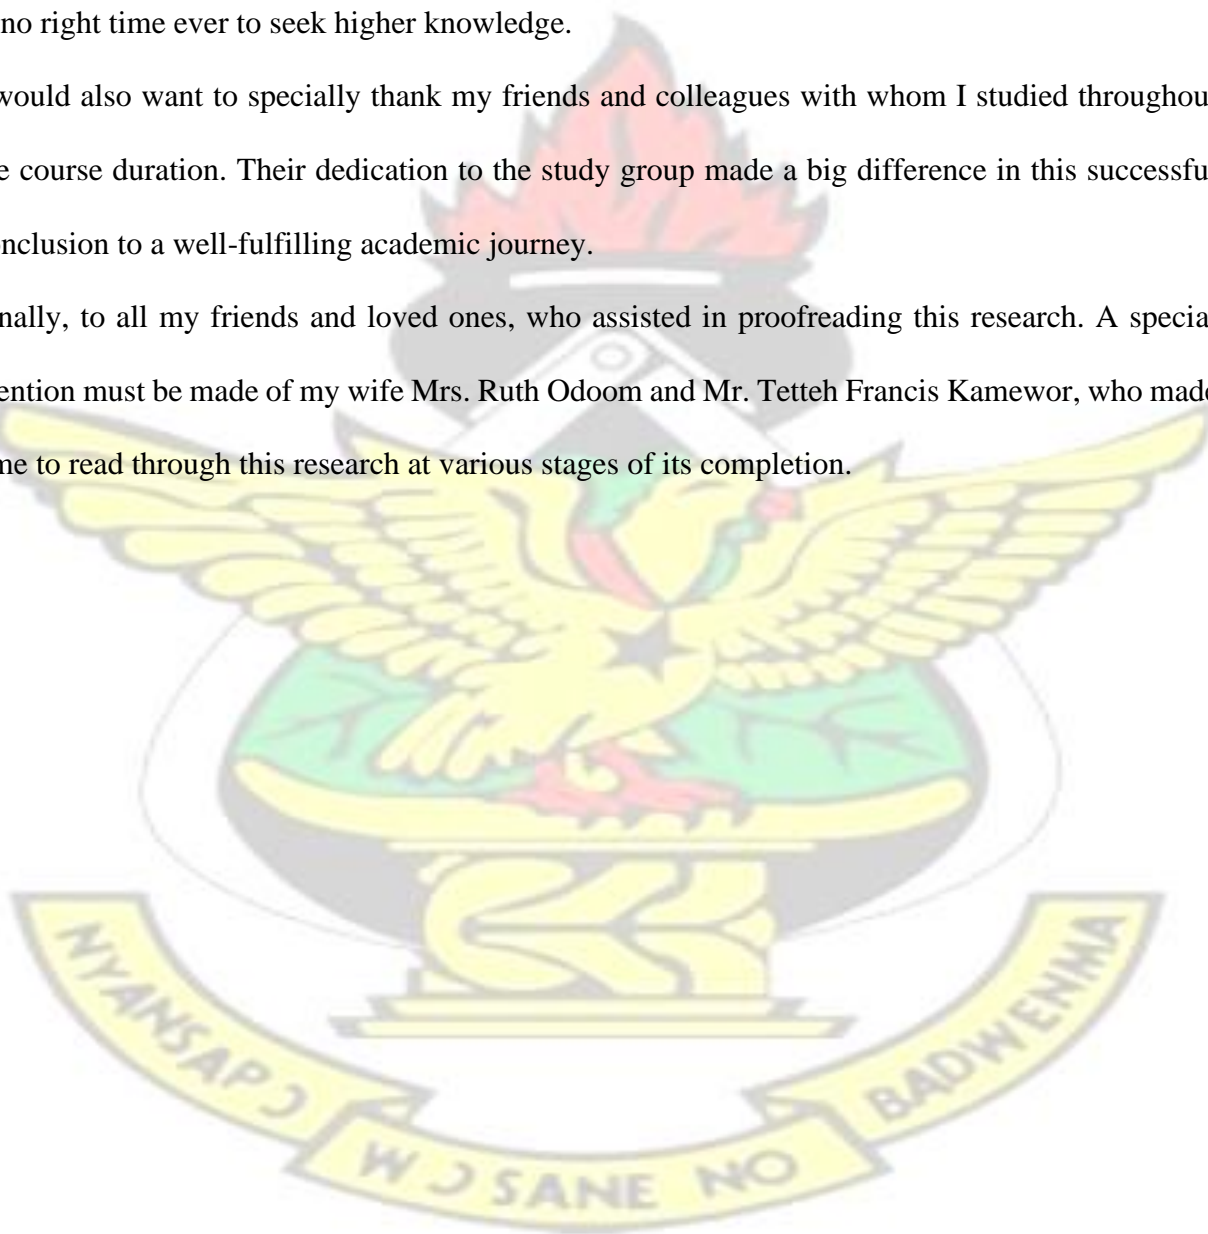 no right time ever to seek higher knowledge.
would also want to specially thank my friends and colleagues with whom I studied throughou
e course duration. Their dedication to the study group made a big difference in this successfu
onclusion to a well-fulfilling academic journey.
nally, to all my friends and loved ones, who assisted in proofreading this research. A specia
ention must be made of my wife Mrs. Ruth Odoom and Mr. Tetteh Francis Kamewor, who made
me to read through this research at various stages of its completion.
NYANSAPƆ
WƆSANE NO
BADWENMA